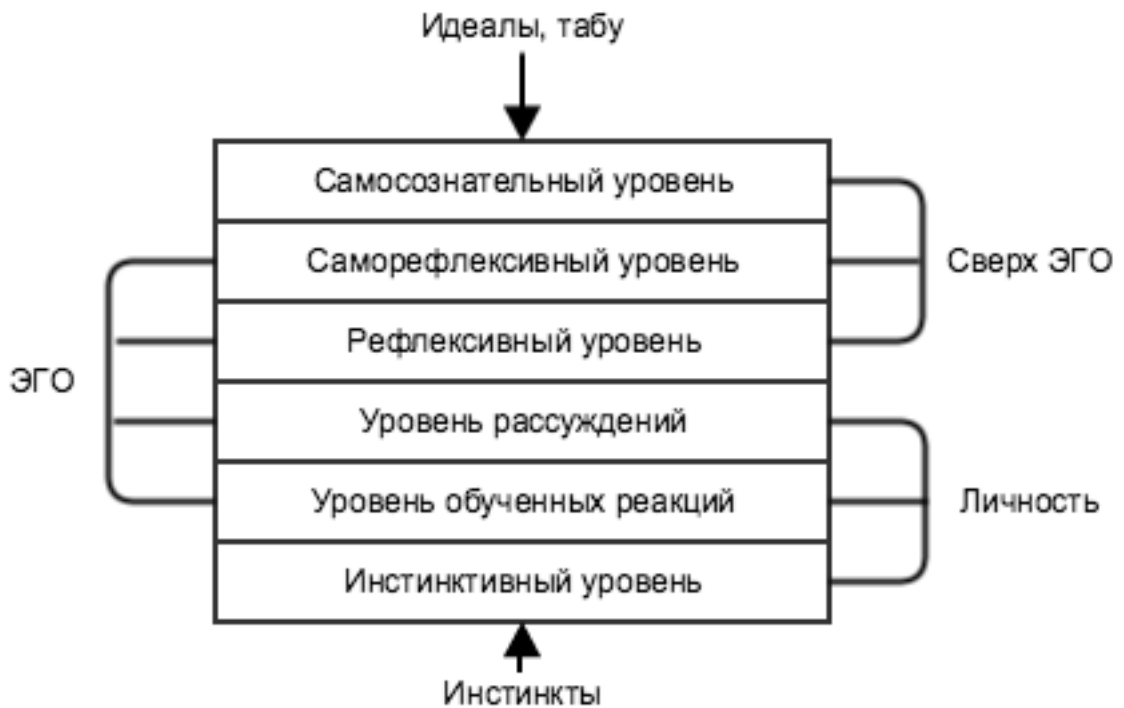 Идеалы, табу
Самосознательный уровень
Саморефлексивный уровень
Сверх ЭГО
Рефлексивный уровень
ЭГО
Уровень рассуждений
Уровень обученных реакций
Личность
Инстинктивный уровень
Инстинкты